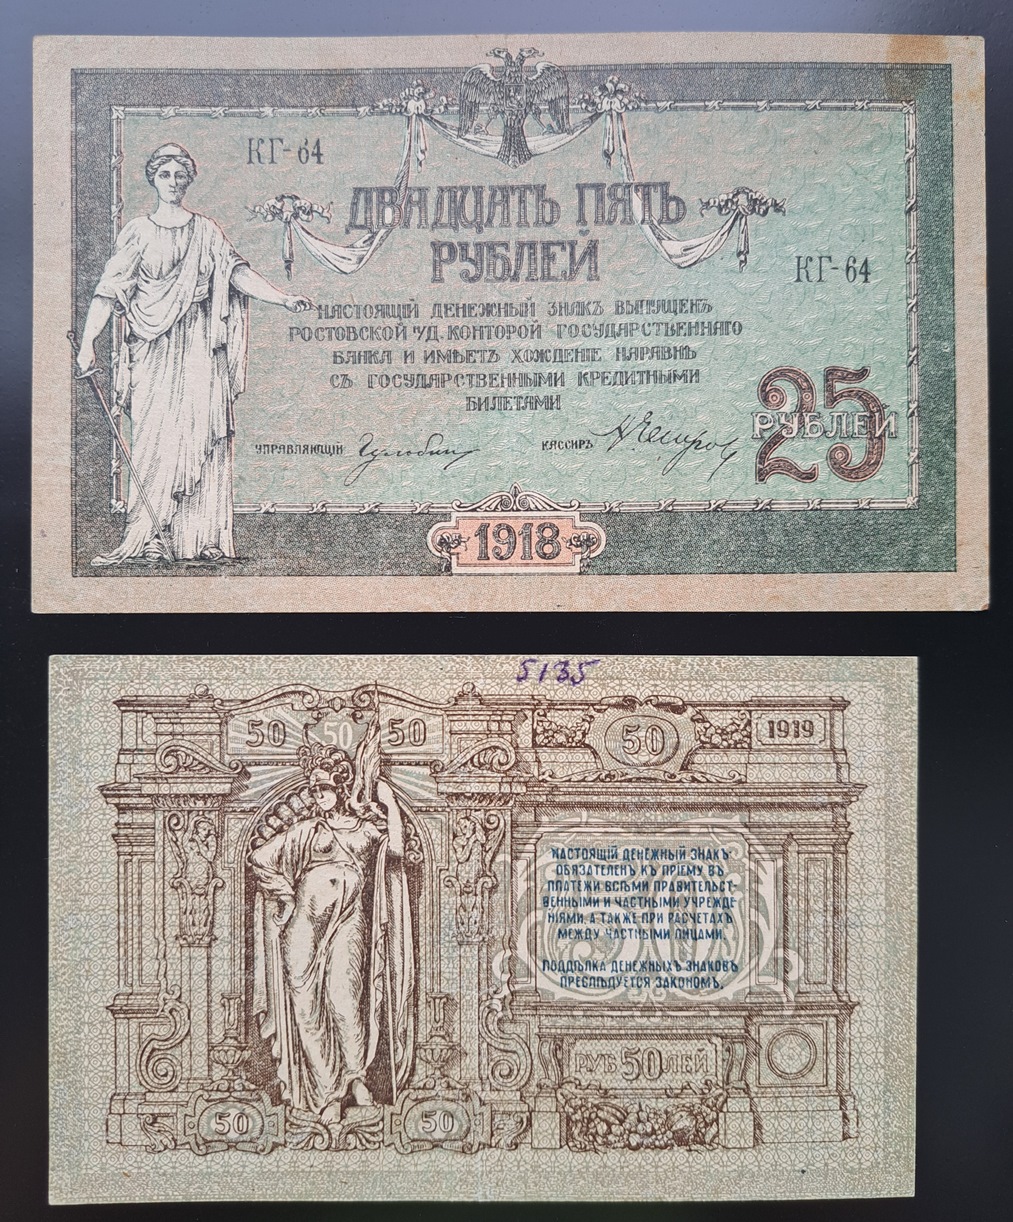 КГ-64
ДВАДЦАТЬ ПЯТЬ
РУБЛЕЙ
КГ-64
НАСТОЯЩІЙ ДЕНЕЖНЫЙ ЗНАКЪ ВЫПУЩЕНЪ
РОСТОВСКОЙ н/Д. КОНТОРОЙ ГОСУДАРСТВЕННАГО
БАНКА И ИМѢЕТЪ ХОЖДЕНІЕ НАРАВНѢ
СЪ ГОСУДАРСТВЕННЫМИ КРЕДИТНЫМИ
БИЛЕТАМИ
25
РУБЛЕЙ
УПРАВЛЯЮЩІЙ
КАССИРЪ
1918
5135
50 50 50
50
1919
НАСТОЯЩІЙ ДЕНЕЖНЫЙ ЗНАКЪ
ОБЯЗАТЕЛЕНЪ КЪ ПРІЕМУ ВЪ
ПЛАТЕЖИ ВСѢМИ ПРАВИТЕЛЬСТ-
ВЕННЫМИ И ЧАСТНЫМИ УЧРЕЖДЕ-
НІЯМИ, А ТАКЖЕ ПРИ РАСЧЕТАХЪ
МЕЖДУ ЧАСТНЫМИ ЛИЦАМИ.
ПОДДѢЛКА ДЕНЕЖНЫХЪ ЗНАКОВЪ
ПРЕСЛѢДУЕТСЯ ЗАКОНОМЪ.
50
РУБ 50 ЛЕЙ
50
50